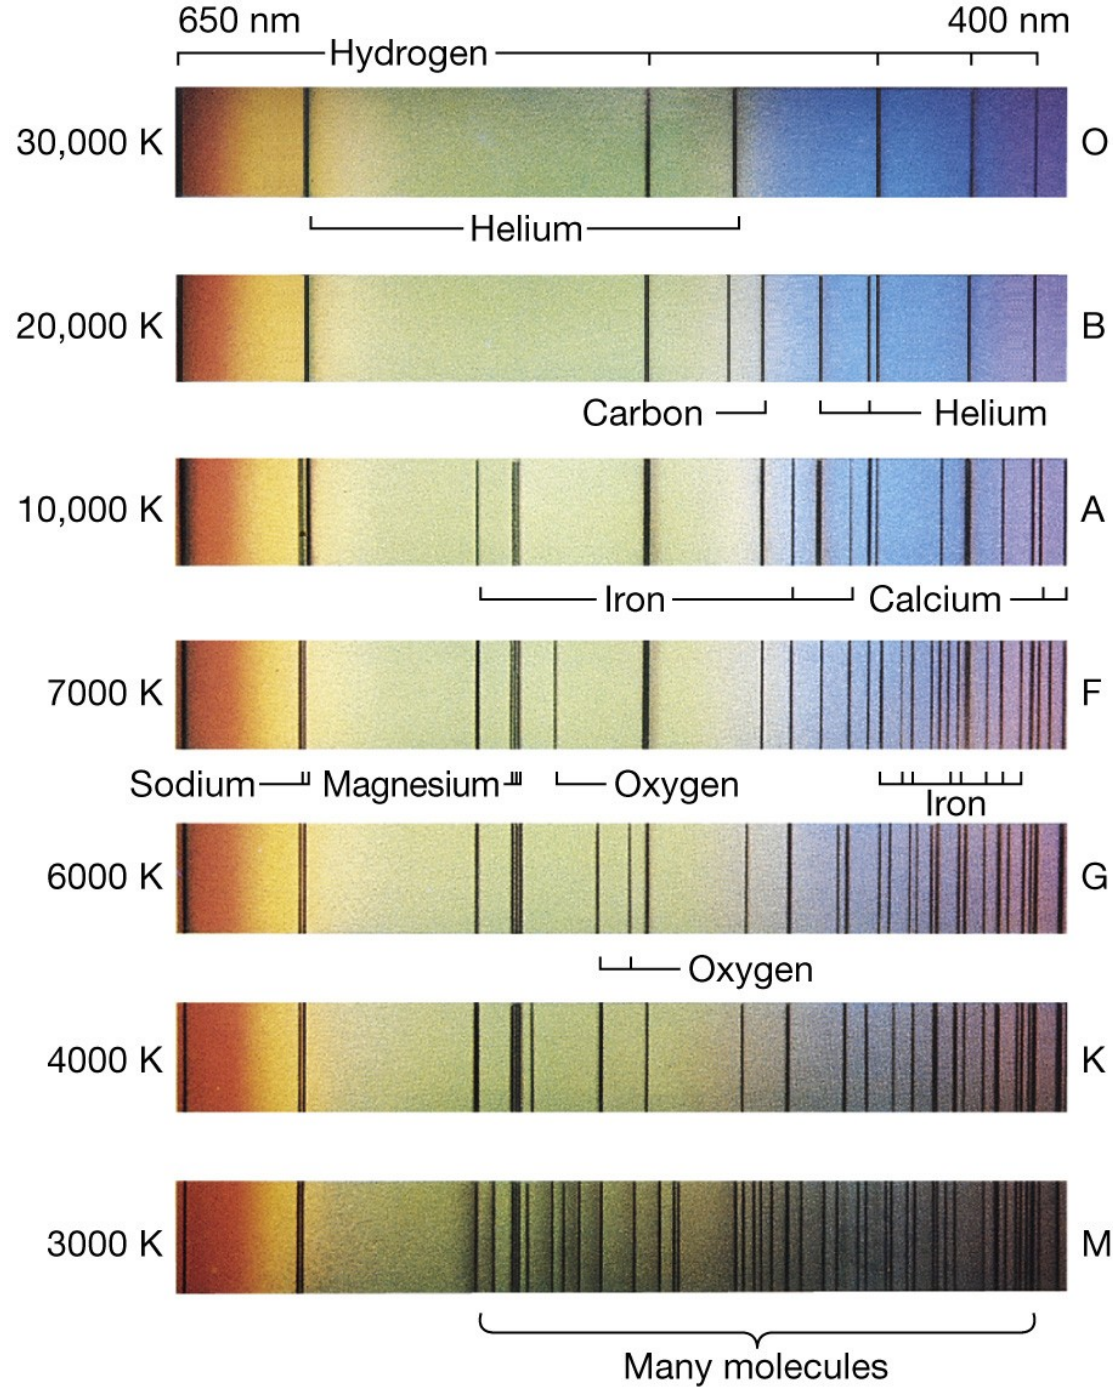 650 nm 400 nm
Hydrogen
30,000 K O
Helium
20,000 K B
Carbon Helium
10,000 K A
Iron Calcium
7000 K F
Sodium Magnesium Oxygen
Iron
6000 K G
Oxygen
4000 K K
3000 K M
Many molecules